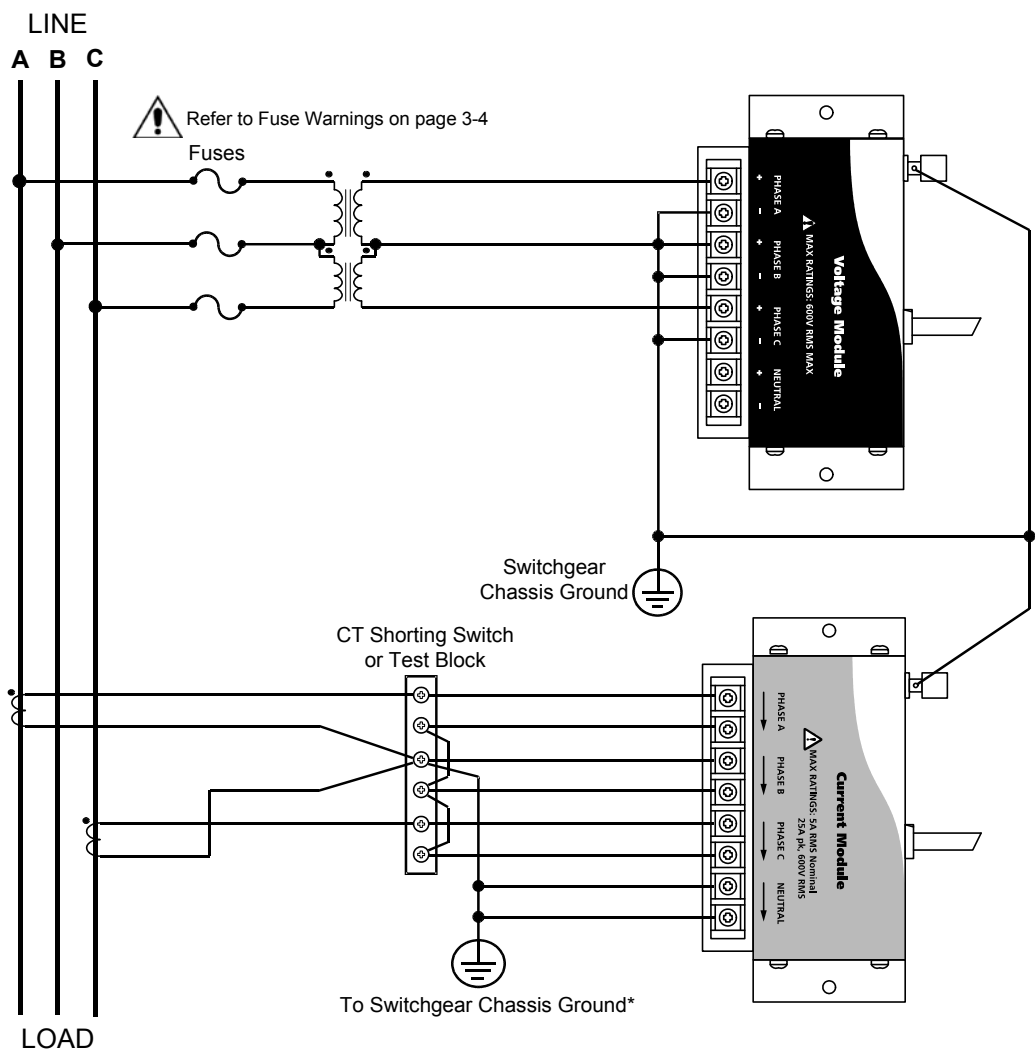 LINE
A B C
Refer to Fuse Warnings on page 3-4
Fuses
+
PHASE A
-
+
PHASE B
-
+
PHASE C
-
+
NEUTRAL
-
MAX RATINGS: 600V RMS MAX
Voltage Module
Switchgear
Chassis Ground
CT Shorting Switch
or Test Block
PHASE A
PHASE B
PHASE C
NEUTRAL
MAX RATINGS: 5A RMS Nominal
25A pk, 600V RMS
Current Module
To Switchgear Chassis Ground*
LOAD